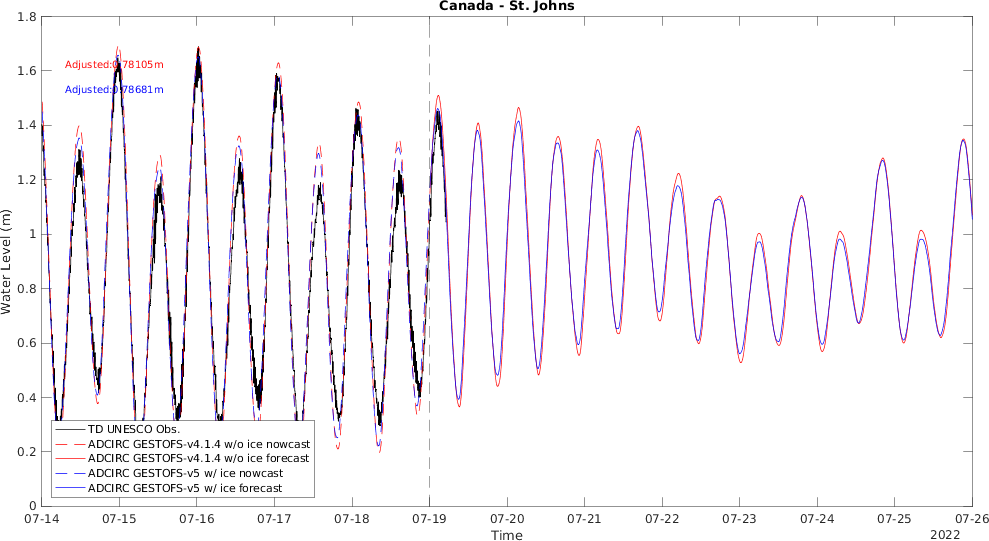 Canada - St. Johns
1.8
1.6
1.4
1.2
1
0.8
0.6
0.4
0.2
0
Water Level (m)
Adjusted:0.78105m
Adjusted:0.78681m
TD UNESCO Obs.
ADCIRC GESTOFS-v4.1.4 w/o ice nowcast
ADCIRC GESTOFS-v4.1.4 w/o ice forecast
ADCIRC GESTOFS-v5 w/ ice nowcast
ADCIRC GESTOFS-v5 w/ ice forecast
07-14 07-15 07-16 07-17 07-18 07-19 07-20 07-21 07-22 07-23 07-24 07-25 07-26
Time
2022